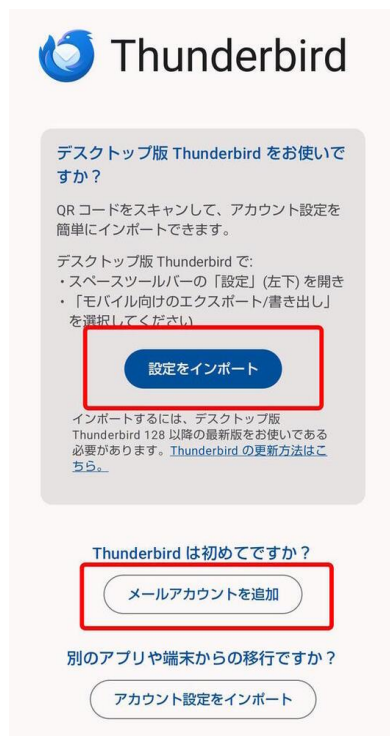 Thunderbird
デスクトップ版 Thunderbird をお使いで
すか？
QR コードをスキャンして、アカウント設定を
簡単にインポートできます。
デスクトップ版 Thunderbird で:
・スペースツールバーの「設定」(左下) を開き
・「モバイル向けのエクスポート/書き出し」
を選択してください
設定をインポート
インポートするには、デスクトップ版
Thunderbird 128 以降の最新版をお使いである
必要があります。Thunderbird の更新方法はこ
ちら。
Thunderbird は初めてですか？
メールアカウントを追加
別のアプリや端末からの移行ですか？
アカウント設定をインポート